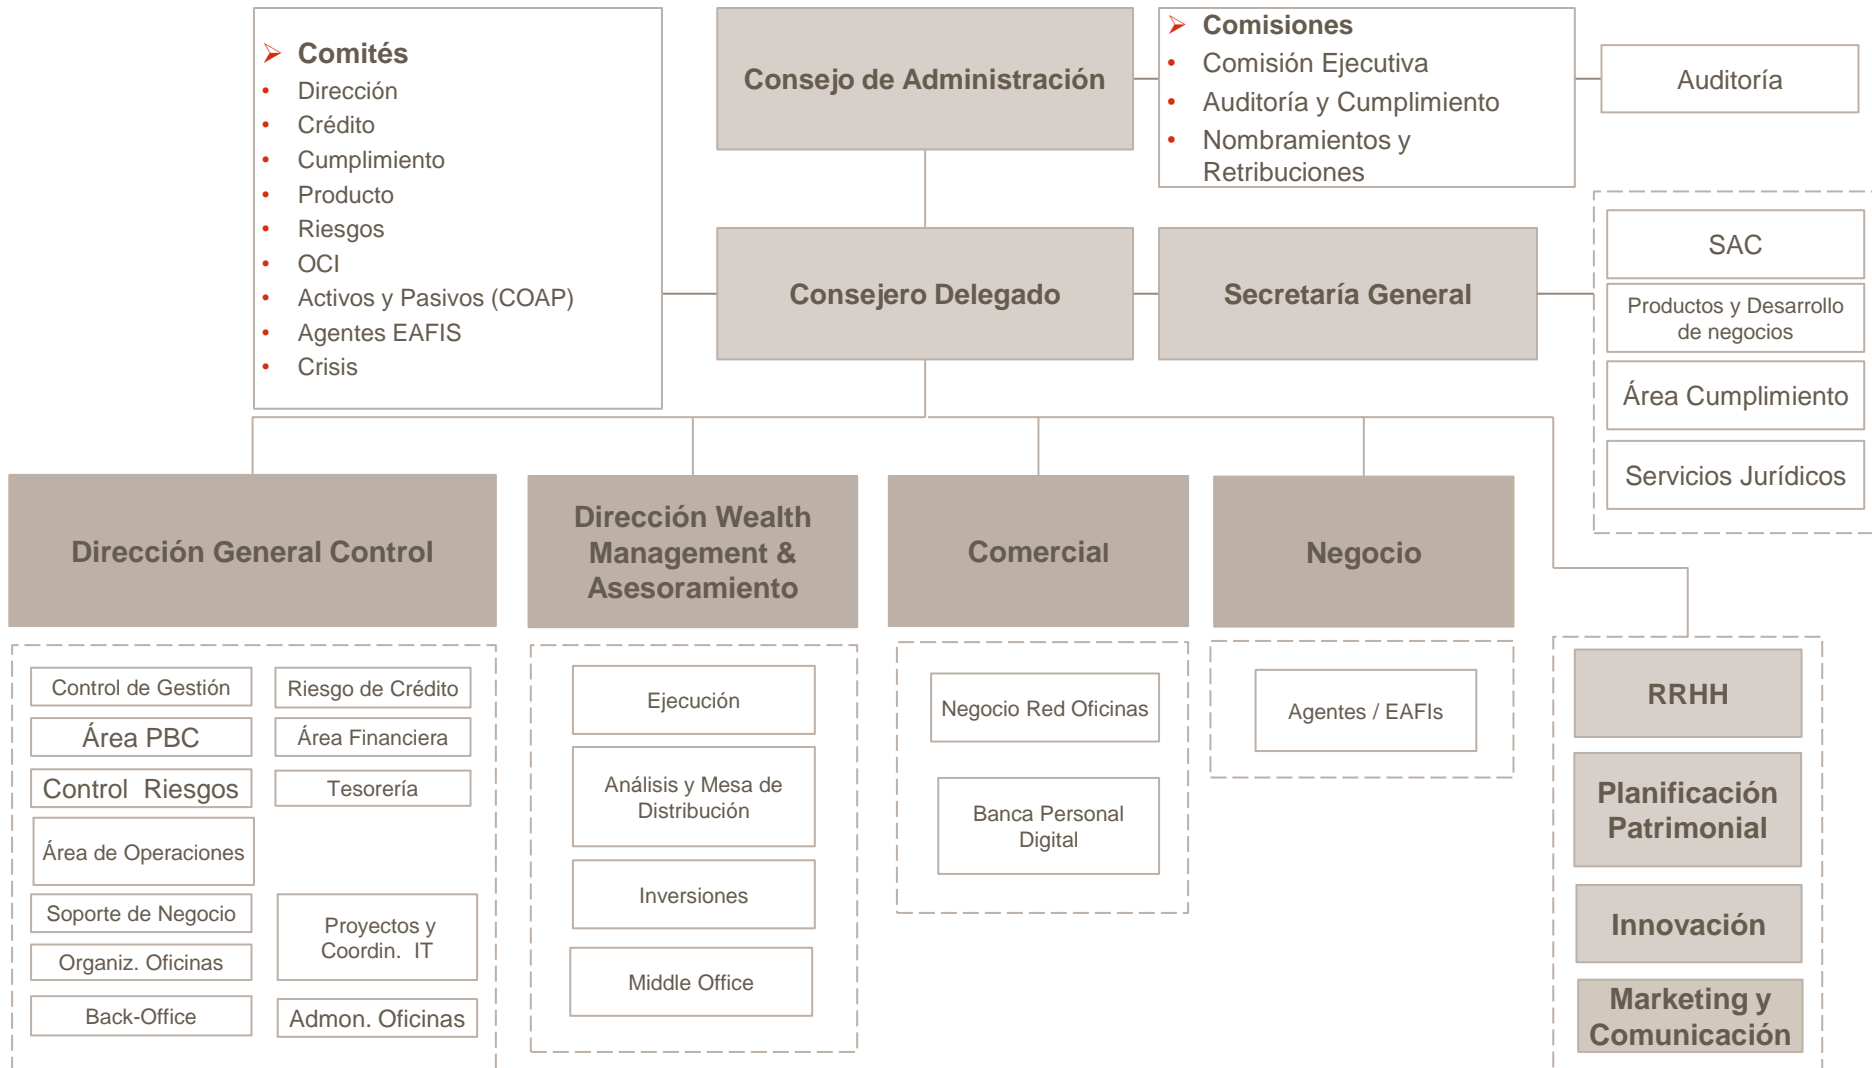 Comités
Dirección
Crédito
Cumplimiento
Producto
Riesgos
OCI
Activos y Pasivos (COAP)
Agentes EAFIS
Crisis
Consejo de Administración
Comisiones
Comisión Ejecutiva
Auditoría y Cumplimiento
Nombramientos y
Retribuciones
Auditoría
Consejero Delegado
Secretaría General
SAC
Productos y Desarrollo
de negocios
Área Cumplimiento
Servicios Jurídicos
Dirección General Control
Dirección Wealth
Management &
Asesoramiento
Comercial
Negocio
Control de Gestión
Riesgo de Crédito
Área PBC
Área Financiera
Control  Riesgos
Tesorería
Área de Operaciones
Soporte de Negocio
Proyectos y
Coordin.  IT
Organiz. Oficinas
Back-Office
Admon. Oficinas
Ejecución
Análisis y Mesa de
Distribución
Inversiones
Middle Office
Negocio Red Oficinas
Banca Personal
Digital
Agentes / EAFIs
RRHH
Planificación
Patrimonial
Innovación
Marketing y
Comunicación